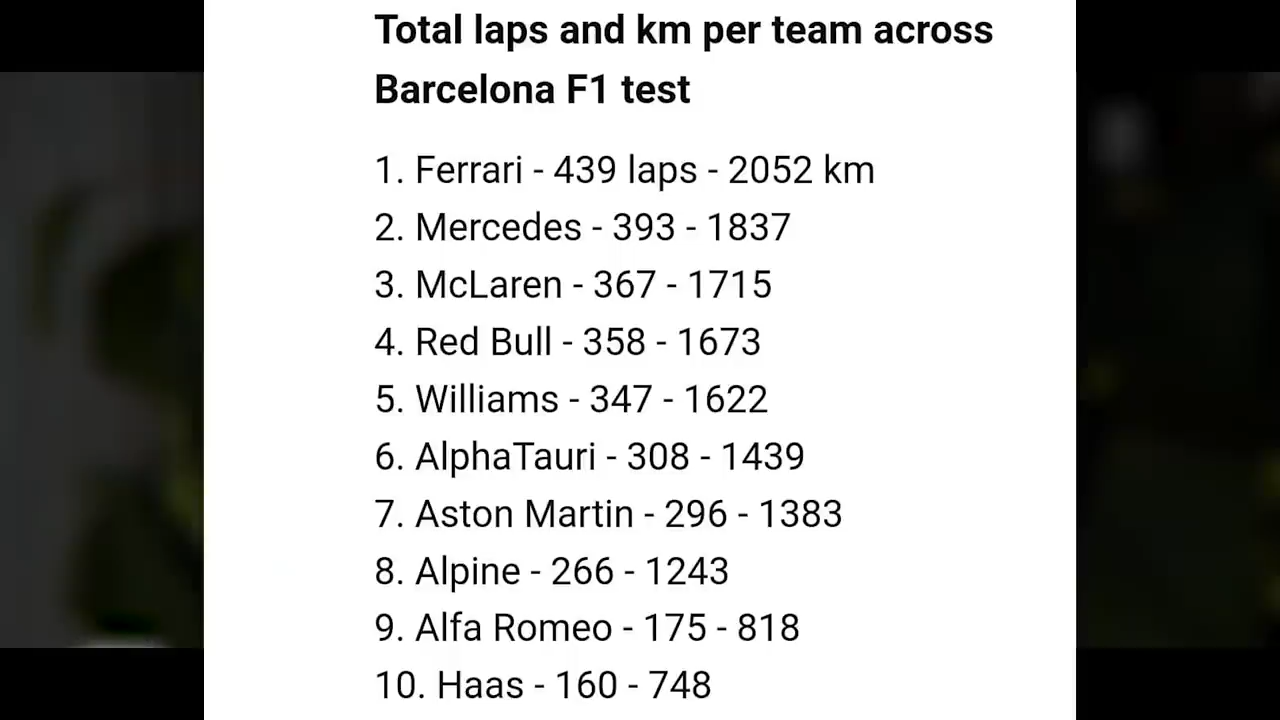 Total laps and km per team across
Barcelona F1 test
1. Ferrari - 439 laps - 2052 km
2. Mercedes - 393 - 1837
3. McLaren - 367 - 1715
4. Red Bull - 358 - 1673
5. Williams - 347 - 1622
6. AlphaTauri - 308 - 1439
7. Aston Martin - 296 - 1383
8. Alpine - 266 - 1243
9. Alfa Romeo - 175 - 818
10. Haas - 160 - 748